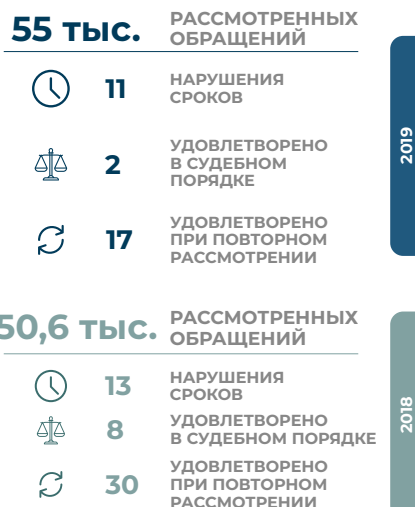 55 тыс.
РАССМОТРЕННЫХ
ОБРАЩЕНИЙ
11
НАРУШЕНИЯ
СРОКОВ
2
УДОВЛЕТВОРЕНО
В СУДЕБНОМ
ПОРЯДКЕ
17
УДОВЛЕТВОРЕНО
ПРИ ПОВТОРНОМ
РАССМОТРЕНИИ
2019
50,6 тыс.
РАССМОТРЕННЫХ
ОБРАЩЕНИЙ
13
НАРУШЕНИЯ
СРОКОВ
8
УДОВЛЕТВОРЕНО
В СУДЕБНОМ ПОРЯДКЕ
30
УДОВЛЕТВОРЕНО
ПРИ ПОВТОРНОМ
РАССМОТРЕНИИ
2018